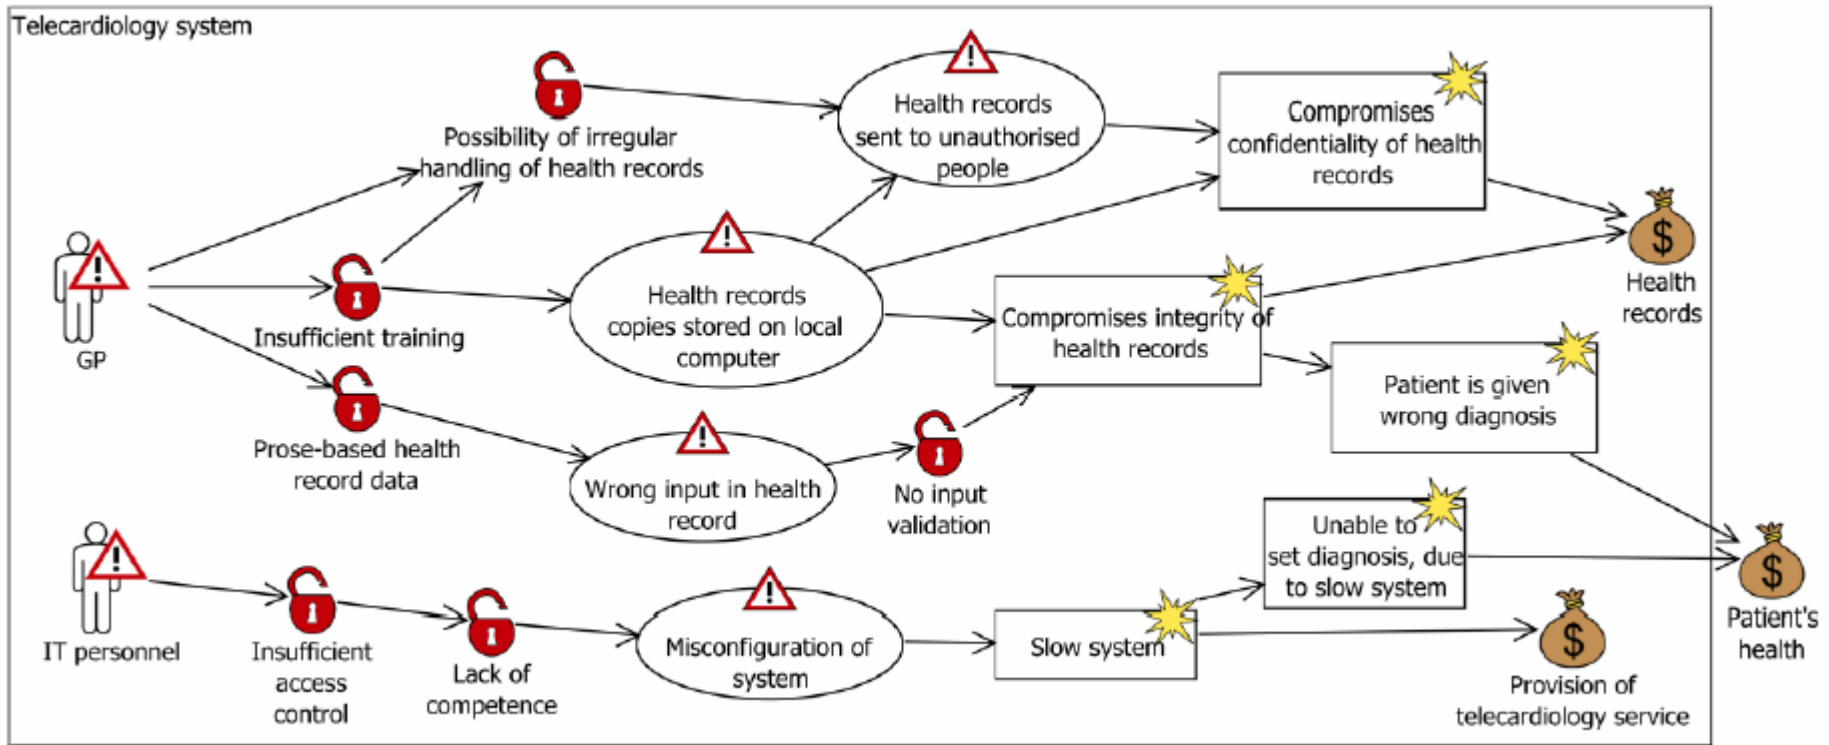 Telecardiology system
Possibility of irregular
handling of health records
Health records
sent to unauthorised
people
Compromises
confidentiality of health
records
Health
records
GP
Insufficient training
Health records
copies stored on local
computer
Compromises integrity of
health records
Patient is given
wrong diagnosis
Prose-based health
record data
Wrong input in health
record
No input
validation
Unable to
set diagnosis, due
to slow system
Patient's
health
IT personnel
Insufficient
access
control
Lack of
competence
Misconfiguration of
system
Slow system
Provision of
telecardiology service